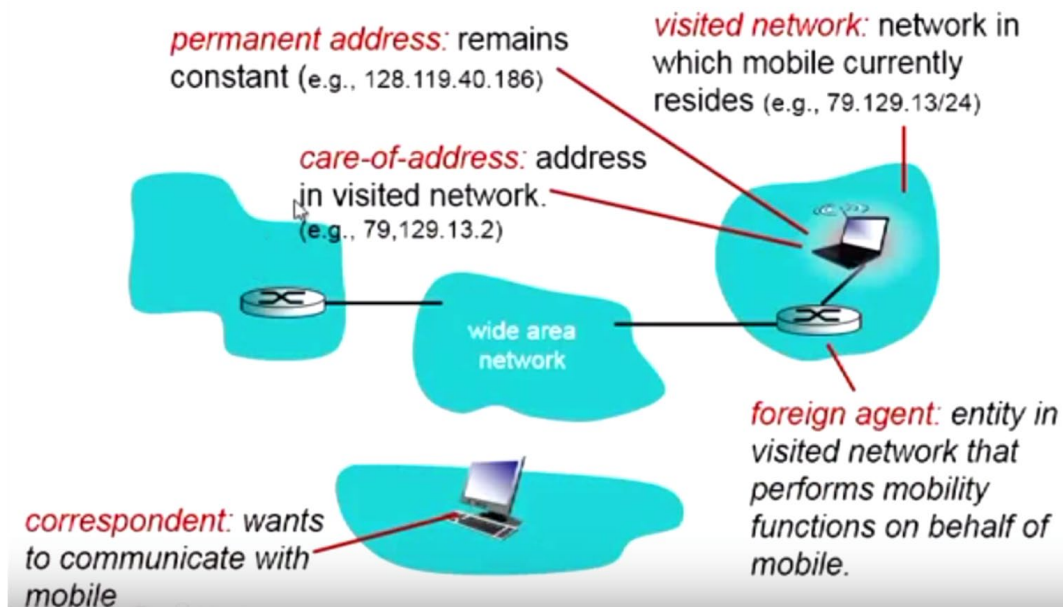 permanent address: remains
constant (e.g., 128.119.40.186)
visited network: network in
which mobile currently
resides (e.g., 79.129.13/24)
care-of-address: address
in visited network.
(e.g., 79,129.13.2)
wide area
network
foreign agent: entity in
visited network that
performs mobility
functions on behalf of
mobile.
correspondent: wants
to communicate with
mobile